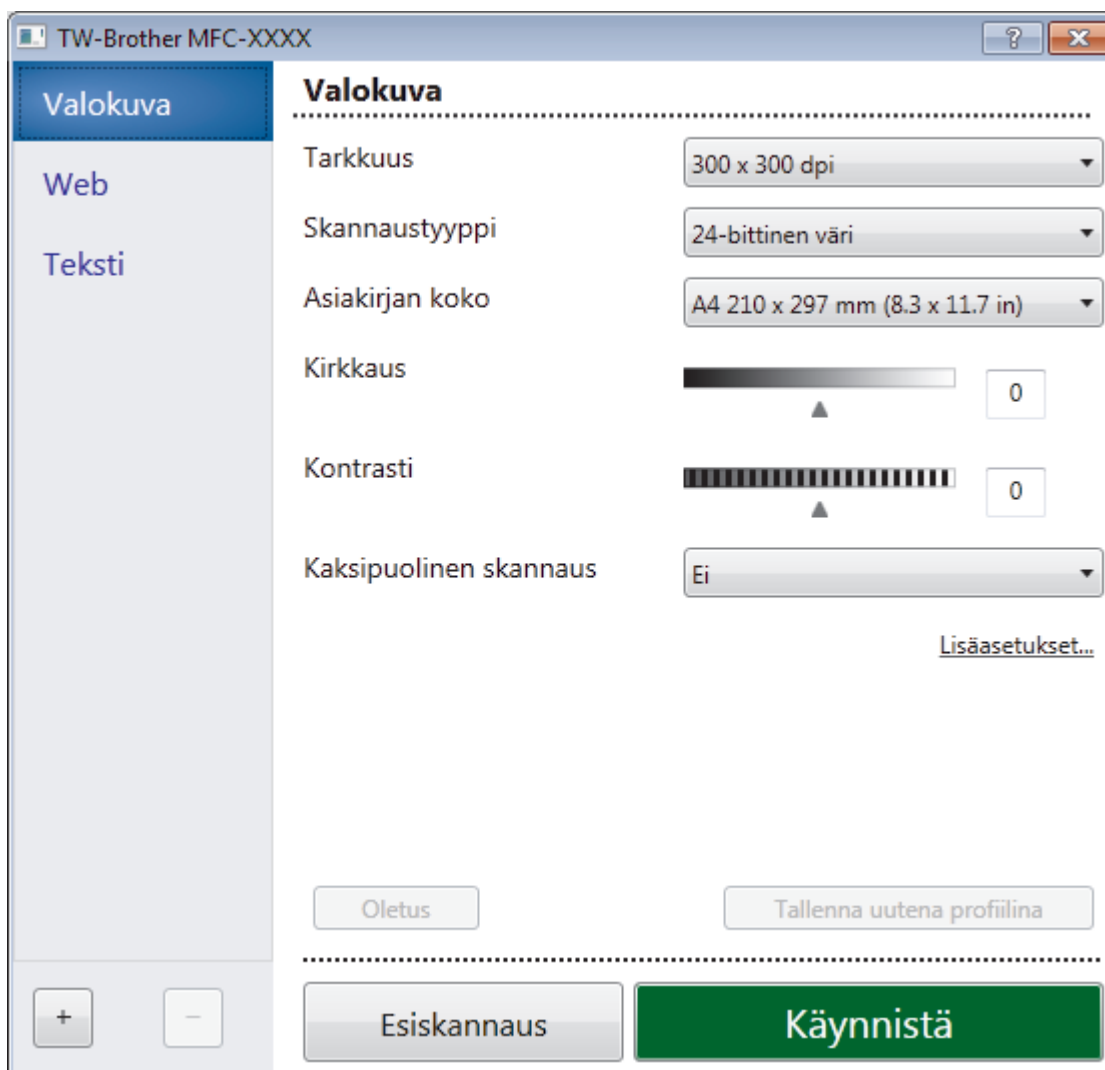 TW-Brother MFC-XXXX
?
Valokuva
Web
Teksti
Valokuva
Tarkkuus
300 x 300 dpi
Skannaustyyppi
24-bittinen väri
Asiakirjan koko
A4 210 x 297 mm (8.3 x 11.7 in)
Kirkkaus
0
Kontrasti
0
Kaksipuolinen skannaus
Ei
Lisäasetukset...
Oletus
Tallenna uutena profiilina
+
−
Esiskannaus
Käynnistä